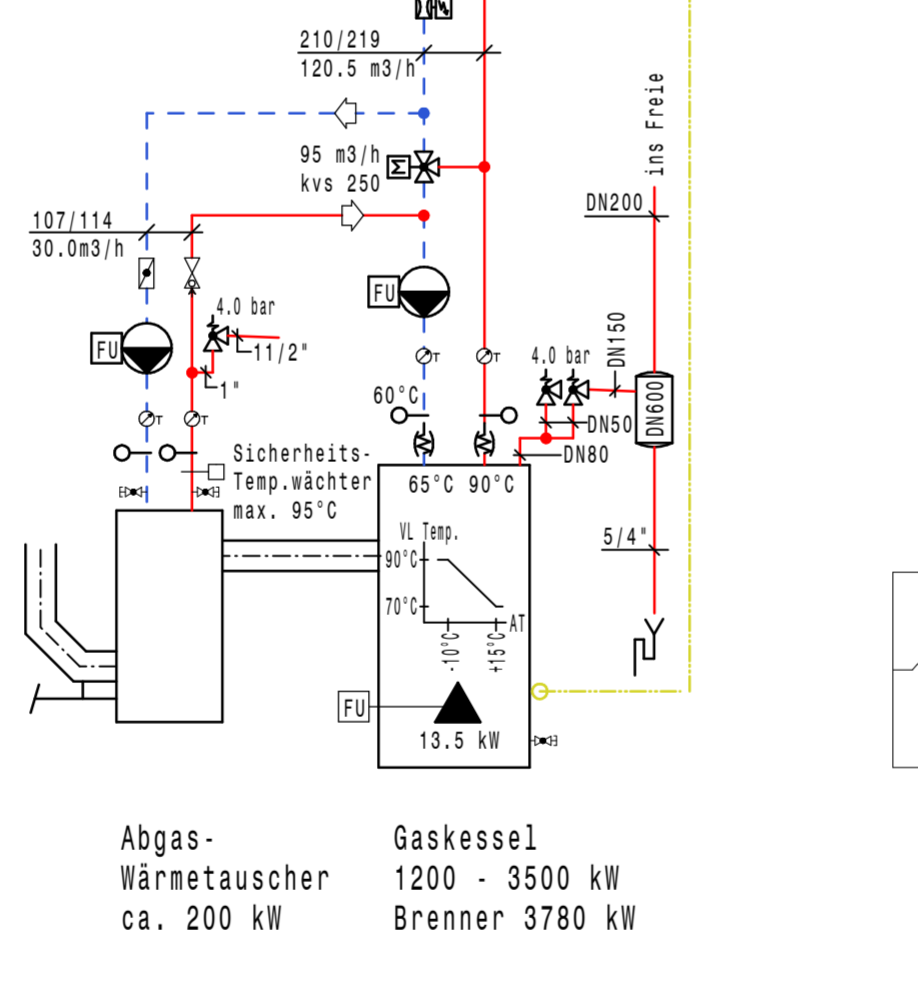 210/219
120.5 m3/h
ins Freie
95 m3/h
kvs 250
M
DN200
107/114
30.0m3/h
FU
4.0 bar
FU
11/2"
1"
4.0 bar
DN150
T
T
60°C
DN600
T
T
DN50
DN80
Sicherheits-
Temp.wächter
max. 95°C
65°C 90°C
5/4"
VL Temp.
90°C
70°C
AT
-10°C
+15°C
FU
13.5 kW
Abgas-
Wärmetauscher
ca. 200 kW
Gaskessel
1200 - 3500 kW
Brenner 3780 kW